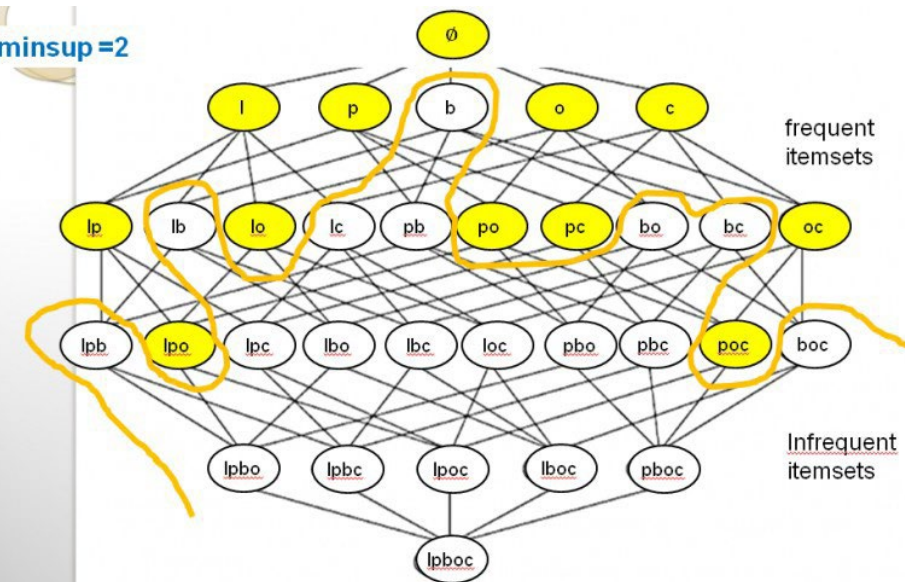 minsup =2
Ø
l p b o c
frequent
itemsets
lp lb lo lc pb po pc bo bc oc
lpb lpo lpc lbo lbc loc pbo pbc poc boc
Infrequent
itemsets
lpbo lpbc lpoc lboc pboc
lpboc